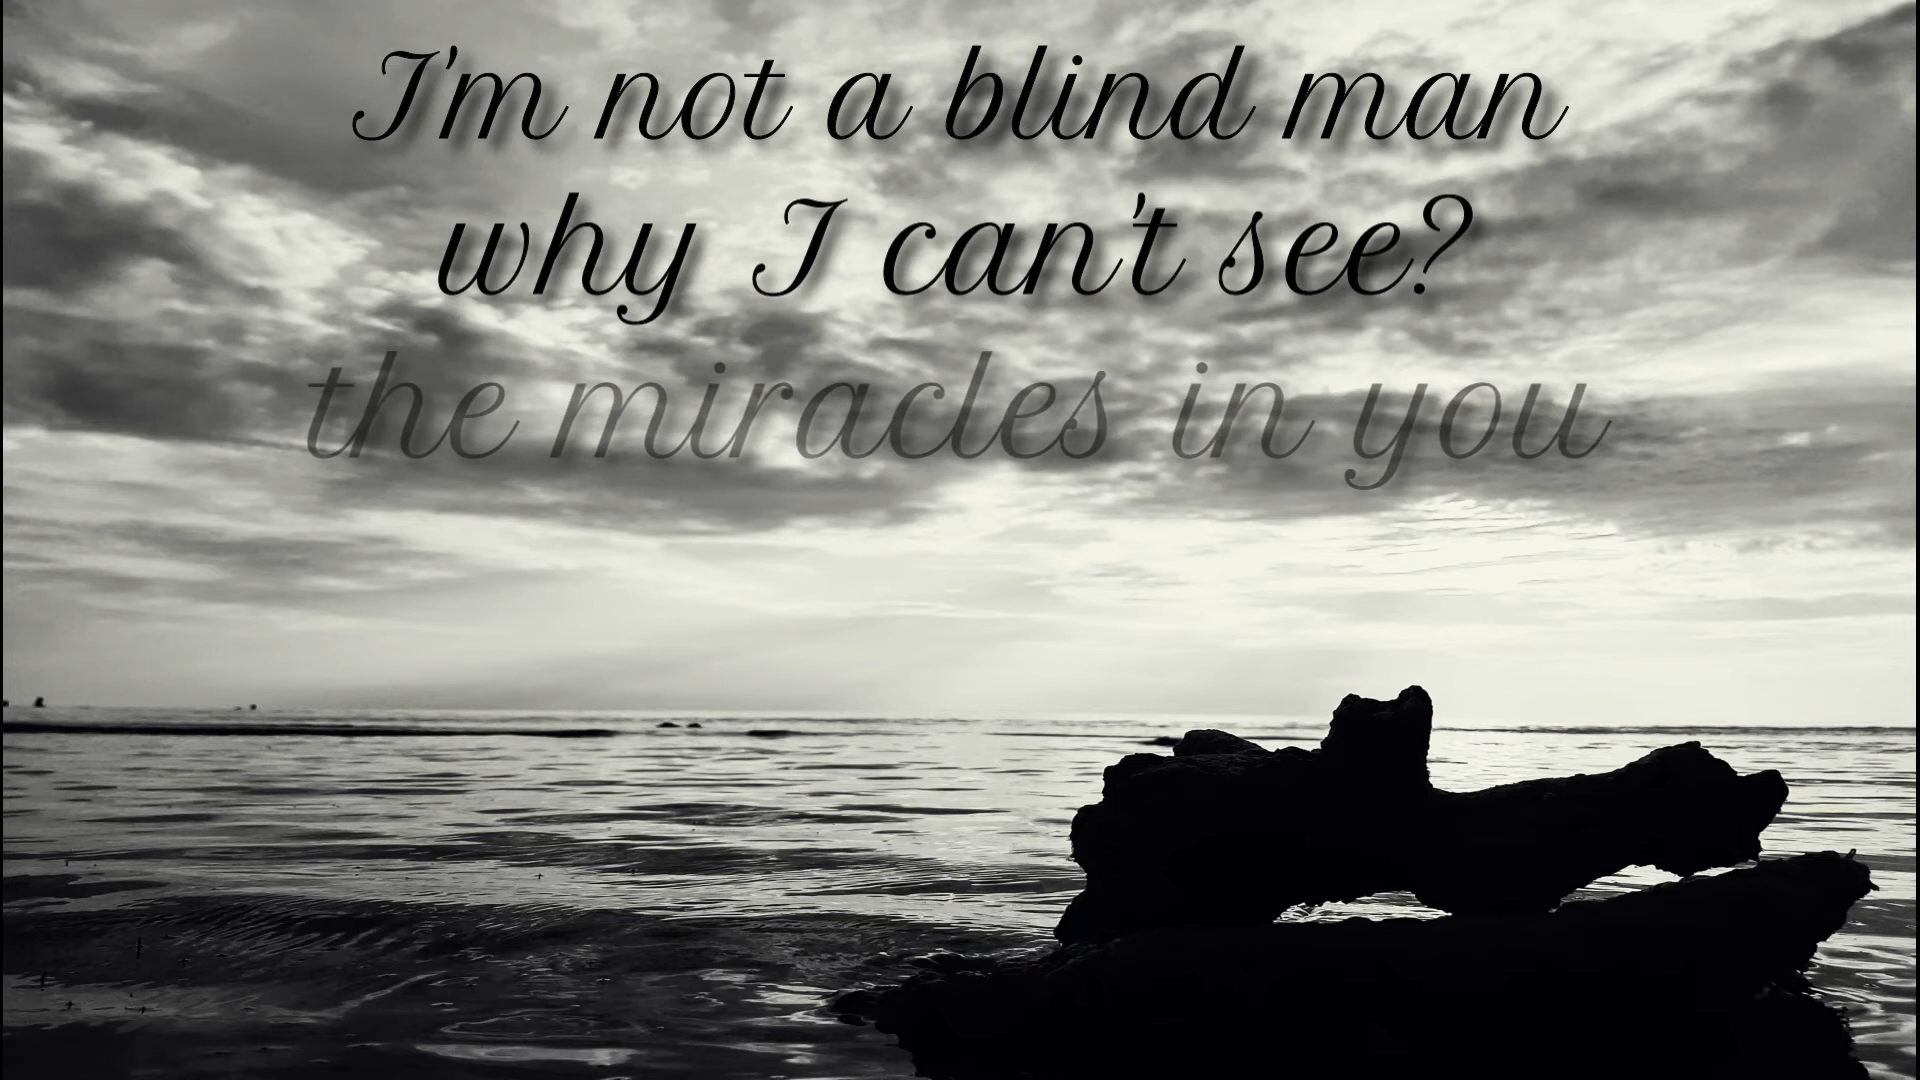 I'm not a blind man
why I can't see?
the miracles in you